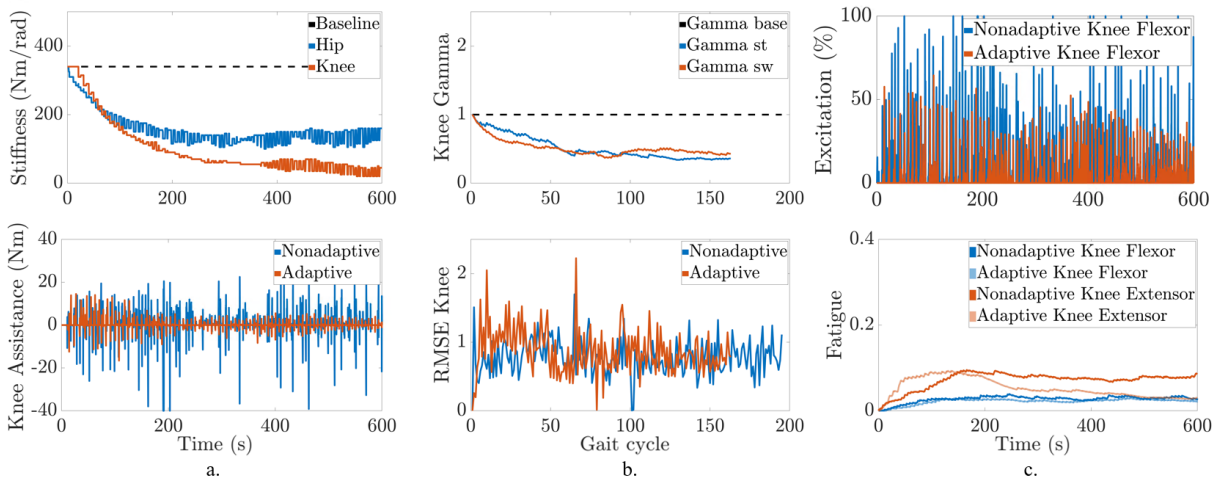 Stiffness (Nm/rad)
400
200
0
0 200 400 600
Baseline
Hip
Knee
Knee Gamma
2
1
0
0 50 100 150 200
Gamma base
Gamma st
Gamma sw
Excitation (%)
100
50
0
0 200 400 600
Nonadaptive Knee Flexor
Adaptive Knee Flexor
Knee Assistance (Nm)
40
20
0
-20
-40
0 200 400 600
Time (s)
Nonadaptive
Adaptive
a.
RMSE Knee
2
1
0
0 50 100 150 200
Gait cycle
Nonadaptive
Adaptive
b.
Fatigue
0.4
0.2
0
0 200 400 600
Time (s)
Nonadaptive Knee Flexor
Adaptive Knee Flexor
Nonadaptive Knee Extensor
Adaptive Knee Extensor
c.